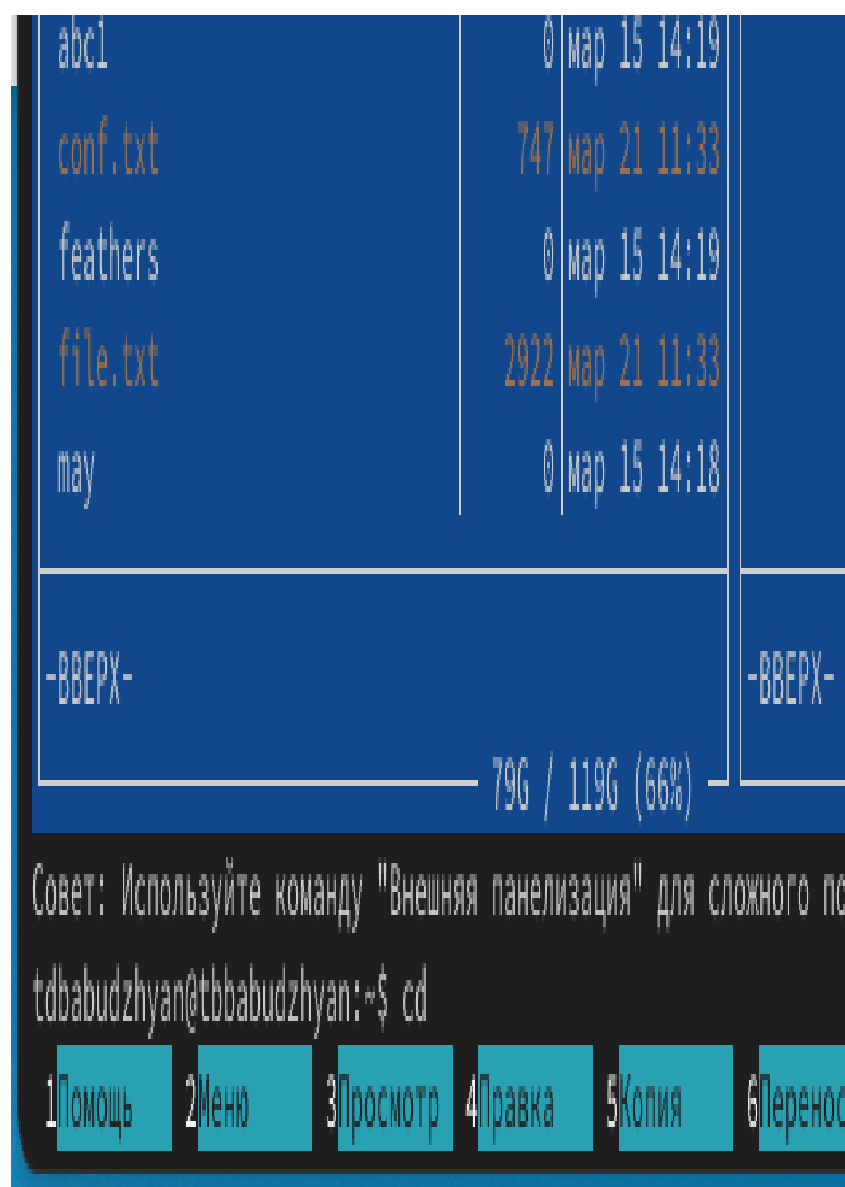 abc1 0 мар 15 14:19
conf.txt 747 мар 21 11:33
feathers 0 мар 15 14:19
file.txt 2922 мар 21 11:33
may 0 мар 15 14:18
-ВВЕРХ- -ВВЕРХ-
79G / 119G (66%)
Совет: Используйте команду "Внешняя панелизация" для сложного по
tdbabudzhyan@tbbabudzhyan:~$ cd
1Помощь 2Меню 3Просмотр 4Правка 5Копия 6Перенос